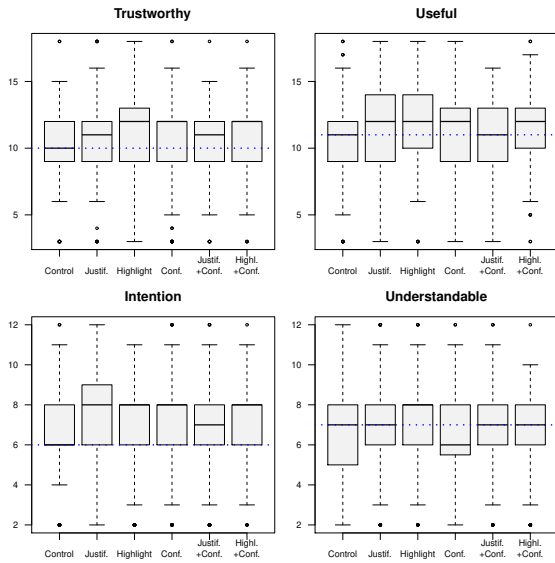 Trustworthy
15
10
5
Control Justif. Highlight Conf. Justif. +Conf. Highl. +Conf.
Useful
15
10
5
Control Justif. Highlight Conf. Justif. +Conf. Highl. +Conf.
Intention
12
10
8
6
4
2
Control Justif. Highlight Conf. Justif. +Conf. Highl. +Conf.
Understandable
12
10
8
6
4
2
Control Justif. Highlight Conf. Justif. +Conf. Highl. +Conf.